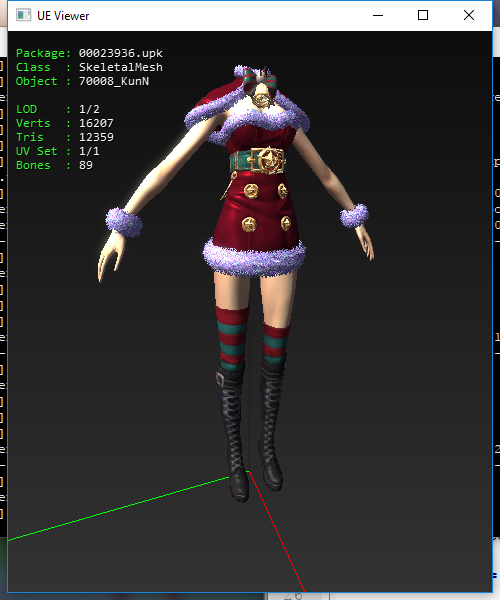 UE Viewer
Package: 00023936.upk
Class : SkeletalMesh
Object : 70008_KunN
LOD : 1/2
Verts : 16207
Tris : 12359
UV Set : 1/1
Bones : 89
26